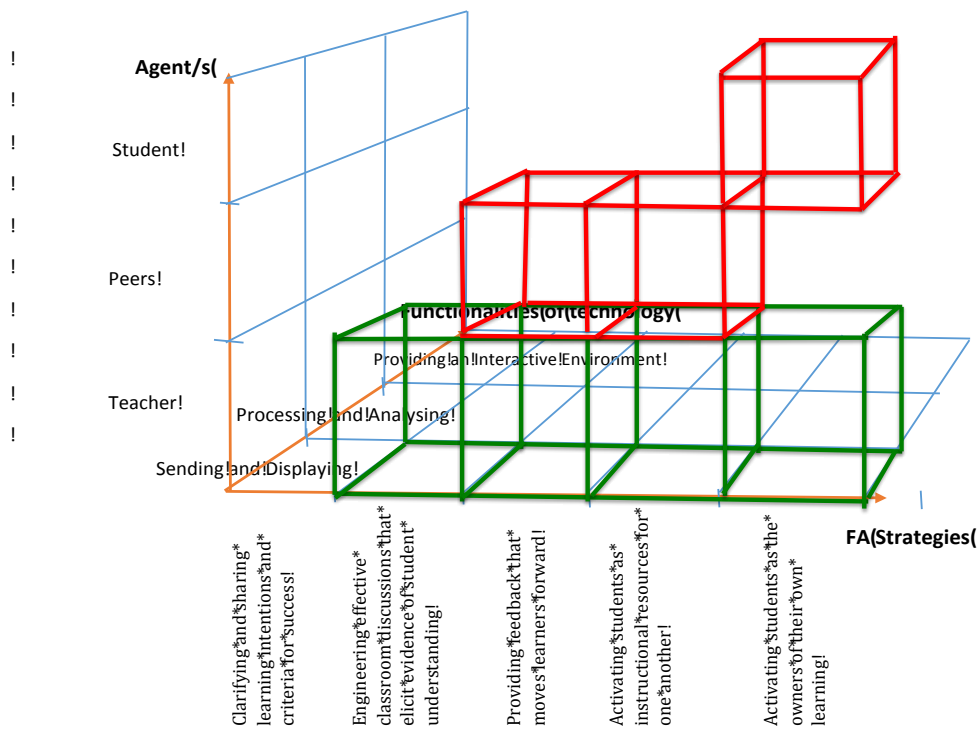 !
!
!
!
!
!
!
!
!
!
Agent/s(
Student!
Peers!
Teacher!
Functionalities(of(technology(
Providing!an!Interactive!Environment!
Processing!and!Analysing!
Sending!and!Displaying!
FA(Strategies(
Clarifying*and*sharing*
learning*intentions*and*
criteria*for*success!
Engineering*effective*
classroom*discussions*that*
elicit*evidence*of*student*
understanding!
Providing*feedback*that*
moves*learners*forward!
Activating*students*as*
instructional*resources*for*
one*another!
Activating*students*as*the*
owners*of*their*own*
learning!